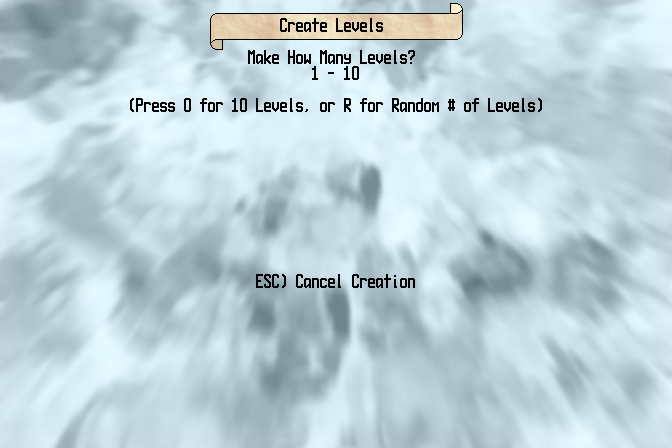 Create Levels
Make How Many Levels?
1 - 10
(Press 0 for 10 Levels, or R for Random # of Levels)
ESC) Cancel Creation